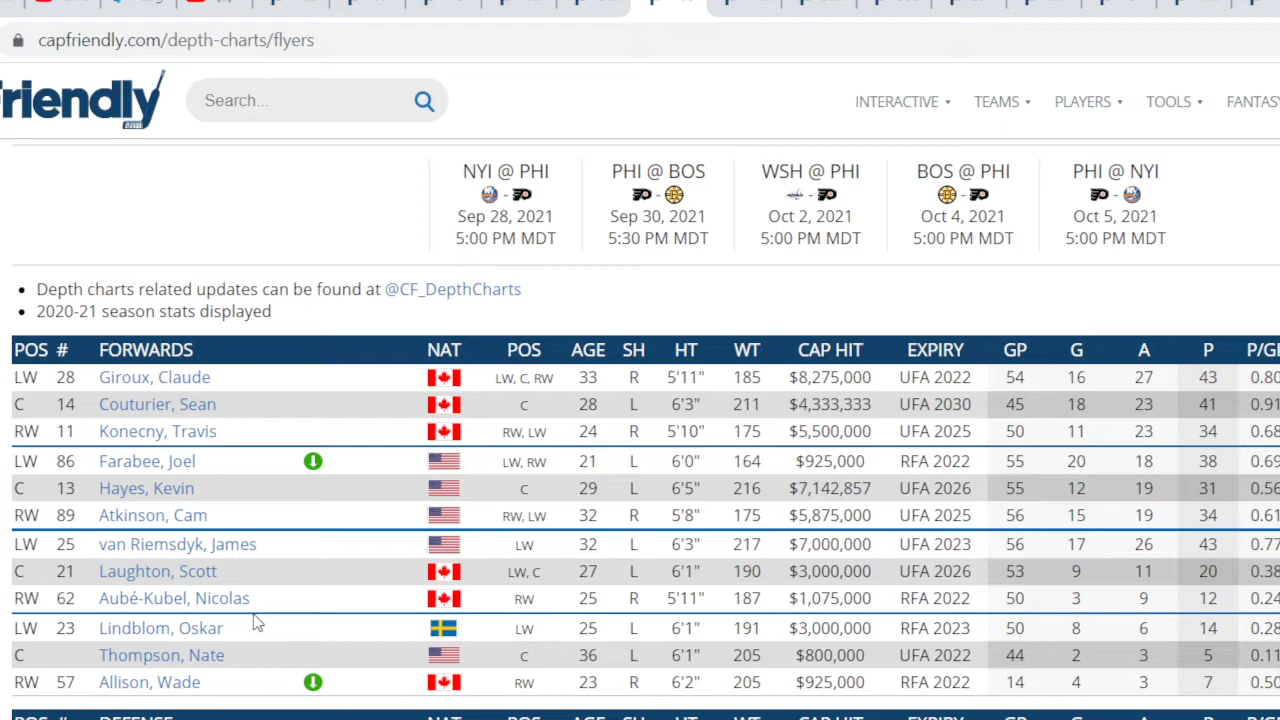 capfriendly.com/depth-charts/flyers
Friendly
Search...
INTERACTIVE TEAMS PLAYERS TOOLS FANTASY
NYI @ PHI PHI @ BOS WSH @ PHI BOS @ PHI PHI @ NYI
- - - - -
Sep 28, 2021 Sep 30, 2021 Oct 2, 2021 Oct 4, 2021 Oct 5, 2021
5:00 PM MDT 5:30 PM MDT 5:00 PM MDT 5:00 PM MDT 5:00 PM MDT
• Depth charts related updates can be found at @CF_DepthCharts
• 2020-21 season stats displayed
POS # FORWARDS NAT POS AGE SH HT WT CAP HIT EXPIRY GP G A P P/G
LW 28 Giroux, Claude LW, C, RW 33 R 5'11" 185 $8,275,000 UFA 2022 54 16 27 43 0.80
C 14 Couturier, Sean C 28 L 6'3" 211 $4,333,333 UFA 2030 45 18 23 41 0.91
RW 11 Konecny, Travis RW, LW 24 R 5'10" 175 $5,500,000 UFA 2025 50 11 23 34 0.68
LW 86 Farabee, Joel LW, RW 21 L 6'0" 164 $925,000 RFA 2022 55 20 18 38 0.69
C 13 Hayes, Kevin C 29 L 6'5" 216 $7,142,857 UFA 2026 55 12 19 31 0.56
RW 89 Atkinson, Cam RW, LW 32 R 5'8" 175 $5,875,000 UFA 2025 56 15 19 34 0.61
LW 25 van Riemsdyk, James LW 32 L 6'3" 217 $7,000,000 UFA 2023 56 17 26 43 0.77
C 21 Laughton, Scott LW, C 27 L 6'1" 190 $3,000,000 UFA 2026 53 9 11 20 0.38
RW 62 Aubé-Kubel, Nicolas RW 25 R 5'11" 187 $1,075,000 RFA 2022 50 3 9 12 0.24
LW 23 Lindblom, Oskar LW 25 L 6'1" 191 $3,000,000 RFA 2023 50 8 6 14 0.28
C Thompson, Nate C 36 L 6'1" 205 $800,000 UFA 2022 44 2 3 5 0.11
RW 57 Allison, Wade RW 23 R 6'2" 205 $925,000 RFA 2022 14 4 3 7 0.50
POS # DEFENSE NAT POS AGE SH HT WT CAP HIT EXPIRY GP G A P P/G